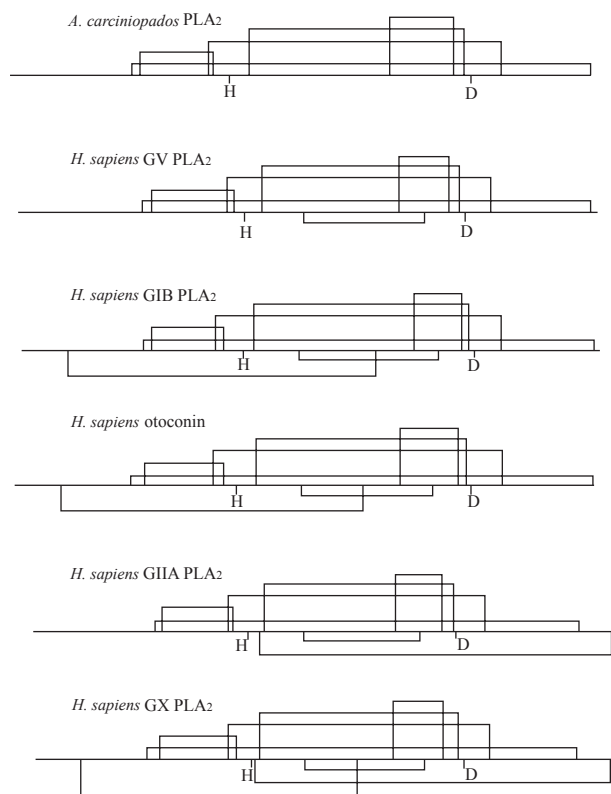 A. carciniopados PLA2
H D
H. sapiens GV PLA2
H D
H. sapiens GIB PLA2
H D
H. sapiens otoconin
H D
H. sapiens GIIA PLA2
H D
H. sapiens GX PLA2
H D